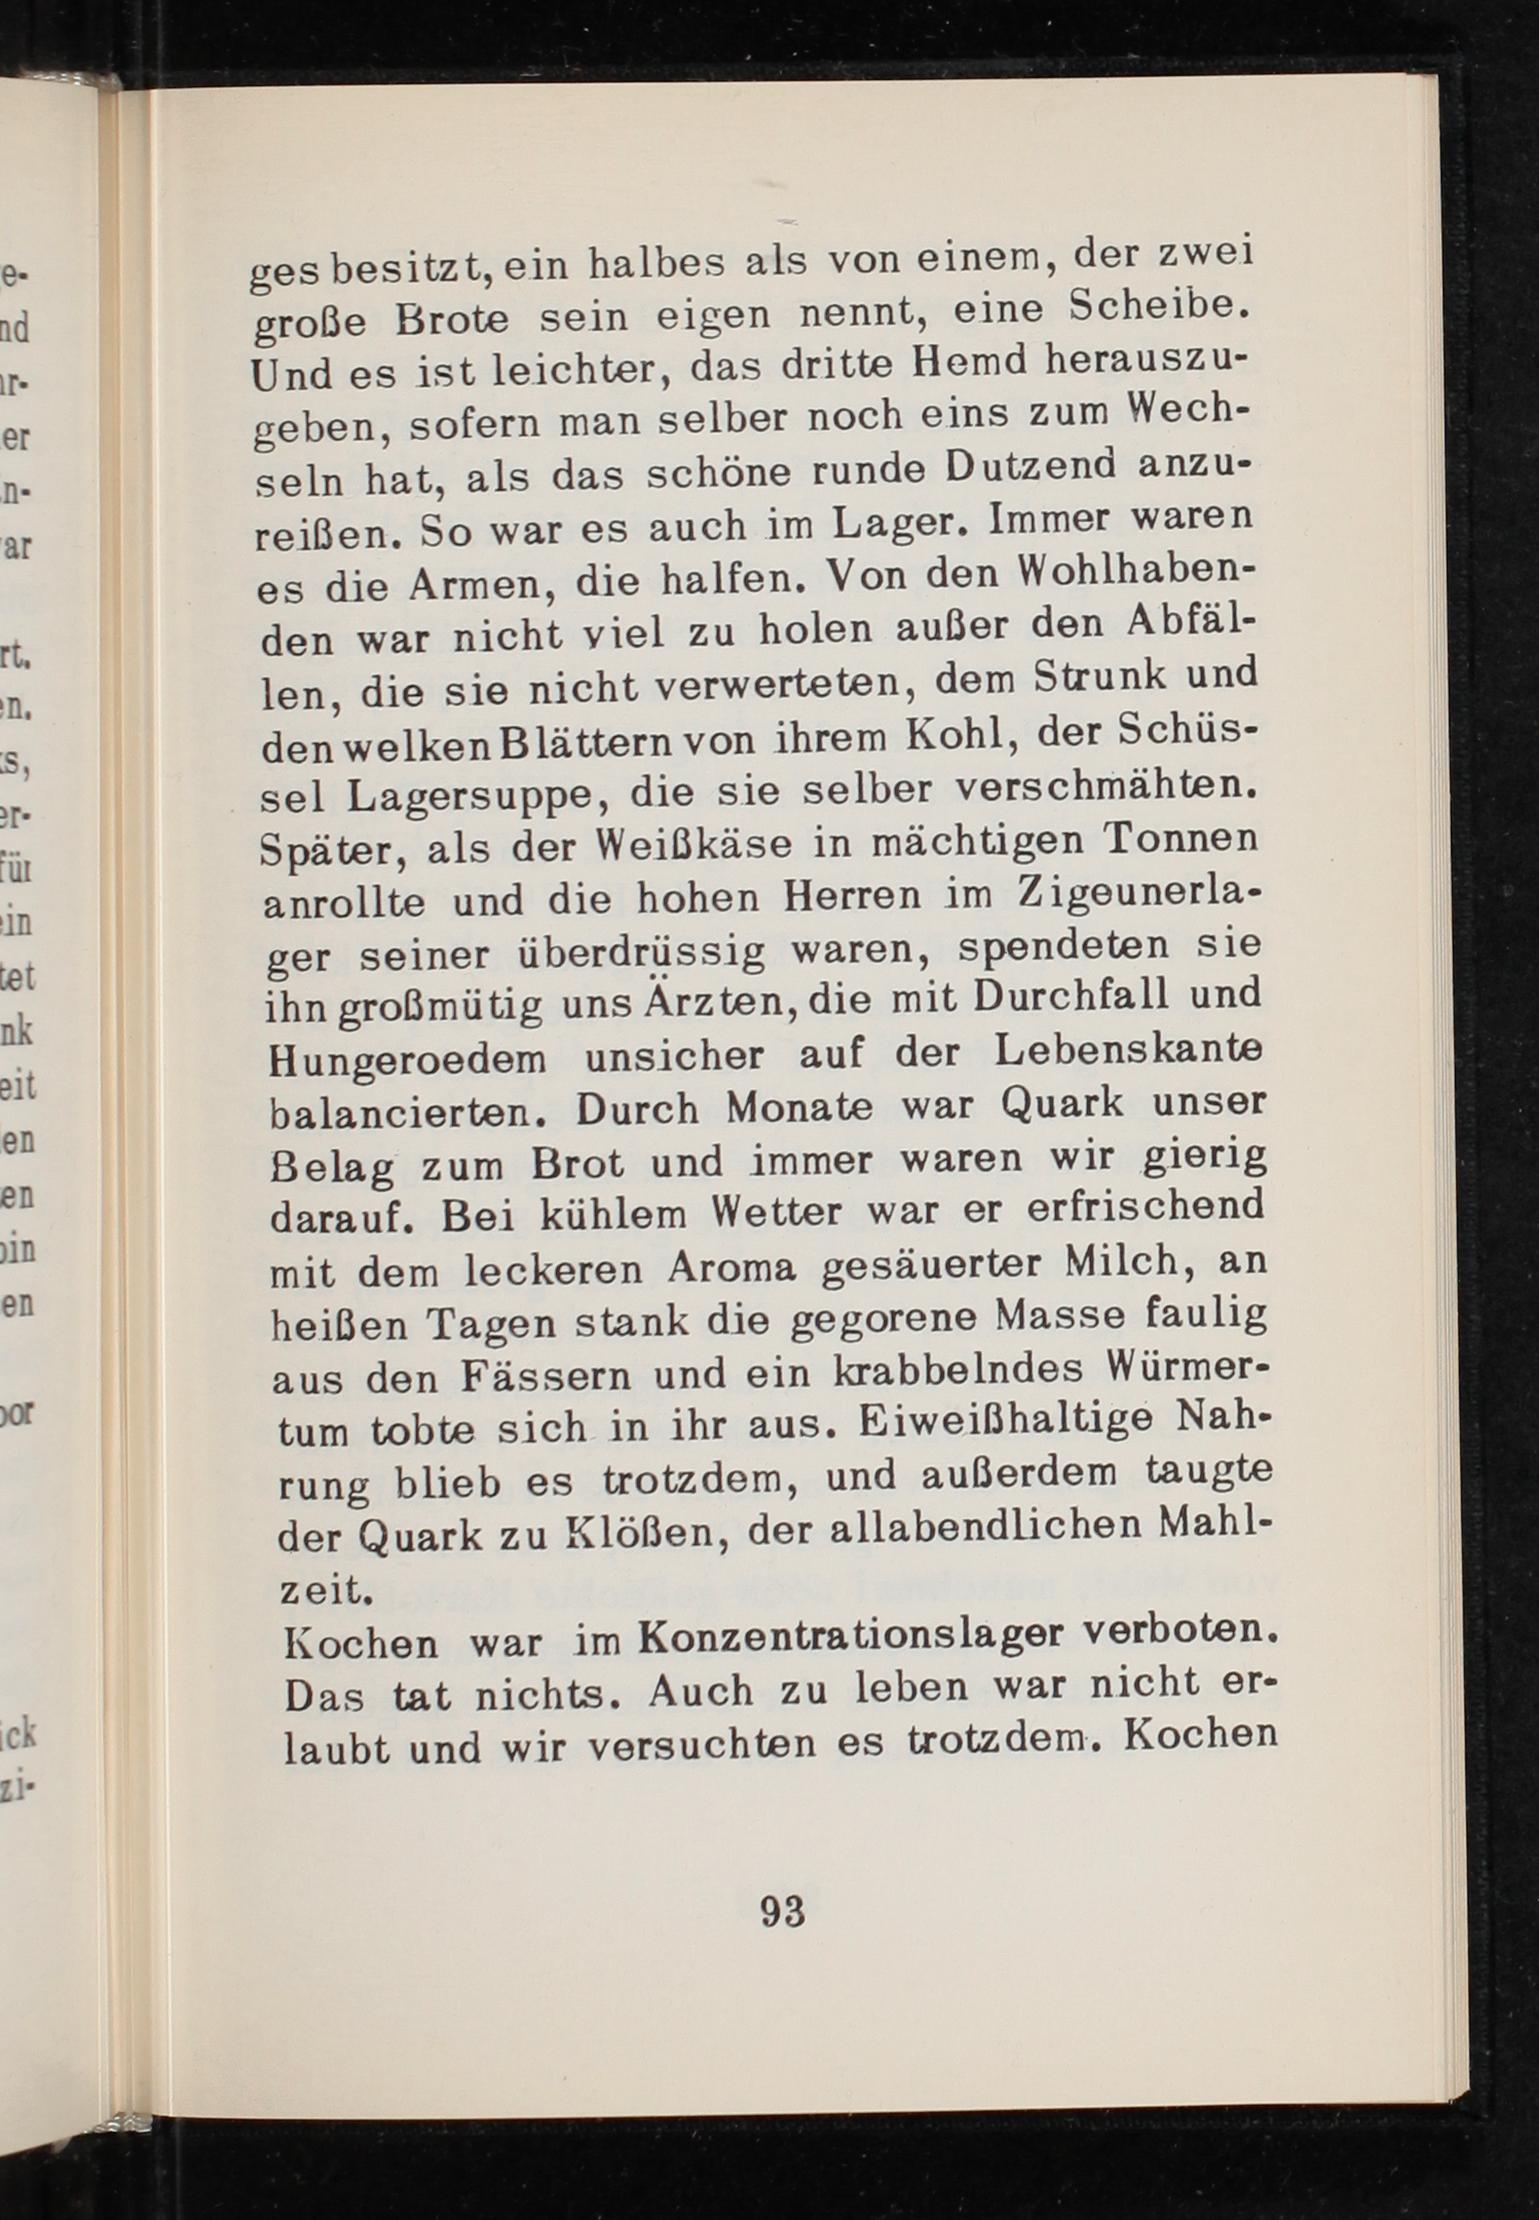 ges besitzt, ein halbes als von einem, der zwei
große Brote sein eigen nennt, eine Scheibe.
Und es ist leichter, das dritte Hemd herauszu-
geben, sofern man selber noch eins zum Wech-
seln hat, als das schöne runde Dutzend anzu-
reißen. So war es auch im Lager. Immer waren
es die Armen, die halfen. Von den Wohlhaben-
den war nicht viel zu holen außer den Abfäl-
len, die sie nicht verwerteten, dem Strunk und
den welken Blättern von ihrem Kohl, der Schüs-
sel Lagersuppe, die sie selber verschmähten.
Später, als der Weißkäse in mächtigen Tonnen
anrollte und die hohen Herren im Zigeunerla-
ger seiner überdrüssig waren, spendeten sie
ihn großmütig uns Ärzten, die mit Durchfall und
Hungeroedem unsicher auf der Lebenskante
balancierten. Durch Monate war Quark unser
Belag zum Brot und immer waren wir gierig
darauf. Bei kühlem Wetter war er erfrischend
mit dem leckeren Aroma gesäuerter Milch, an
heißen Tagen stank die gegorene Masse faulig
aus den Fässern und ein krabbelndes Würmer-
tum tobte sich in ihr aus. Eiweißhaltige Nah-
rung blieb es trotzdem, und außerdem taugte
der Quark zu Klößen, der allabendlichen Mahl-
zeit.
Kochen war im Konzentrationslager verboten.
Das tat nichts. Auch zu leben war nicht er-
laubt und wir versuchten es trotzdem. Kochen
93